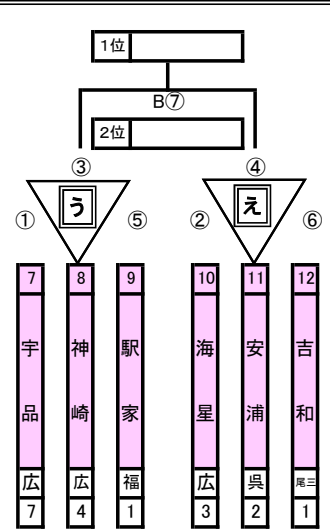 1位
B⑦
2位
③ ④
う え
① ⑤ ② ⑥
7 8 9 10 11 12
宇品 神崎 駅家 海星 安浦 吉和
広 広 福 広 呉 尾三
7 4 1 3 2 1